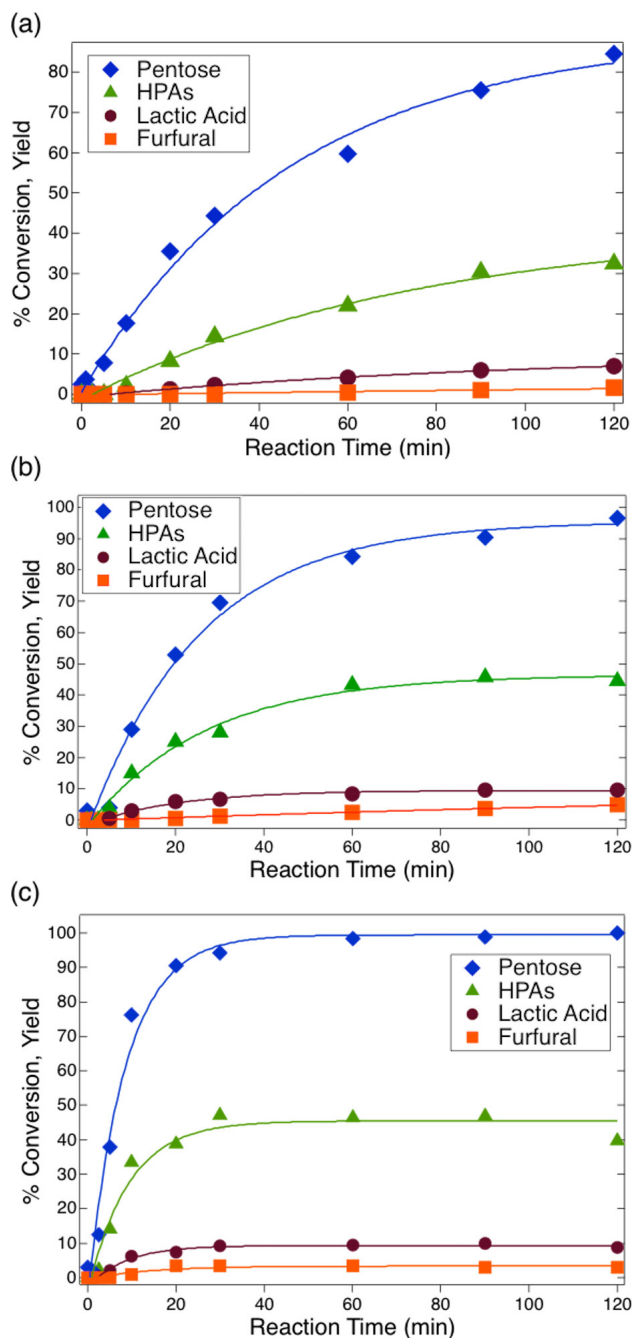 (a)
80
70
60
50
40
30
20
10
0
% Conversion, Yield
Pentose
HPAs
Lactic Acid
Furfural
0 20 40 60 80 100 120
Reaction Time (min)
(b)
100
90
80
70
60
50
40
30
20
10
0
% Conversion, Yield
Pentose
HPAs
Lactic Acid
Furfural
0 20 40 60 80 100 120
Reaction Time (min)
(c)
100
90
80
70
60
50
40
30
20
10
0
% Conversion, Yield
Pentose
HPAs
Lactic Acid
Furfural
0 20 40 60 80 100 120
Reaction Time (min)